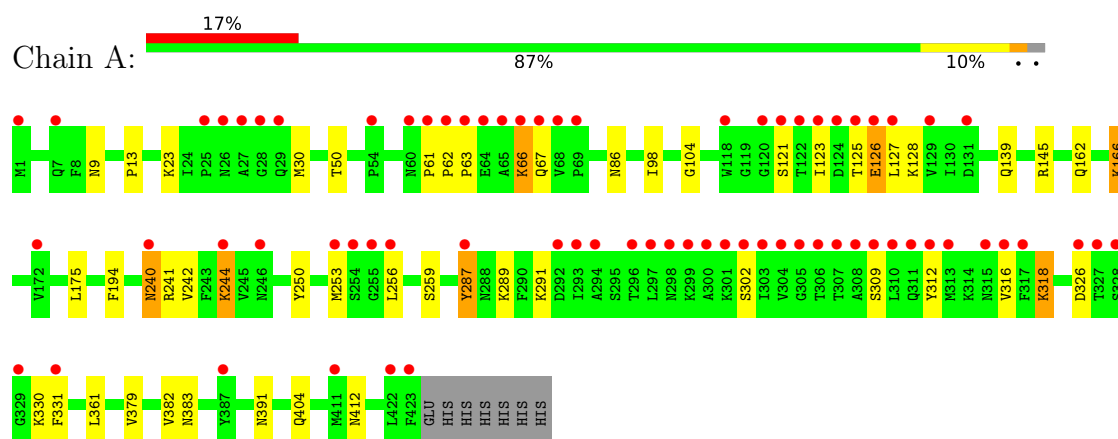 17%
Chain A:
87% 10% • •
M1 Q7 F8 N9 P13 K23 I24 P25 N26 A27 G28 Q29 M30 T50 P54 N60 P61 P62 P63 E64 A65 K66 Q67 V68 P69 N86 I98 G104 W118 G119 G120 S121 T122 I123 D124 T125 E126 L127 K128 V129 I130 D131 Q139 R145 Q162 K166
V172 L175 F194 N240 R241 V242 F243 K244 V245 N246 Y250 M253 S254 G255 L256 S259 Y287 N288 K289 F290 K291 D292 I293 A294 S295 T296 L297 N298 K299 A300 K301 S302 I303 V304 G305 T306 T307 A308 S309 L310 Q311 Y312 M313 K314 N315 V316 F317 K318 D326 T327 S328
G329 K330 F331 L361 V379 V382 N383 Y387 N391 Q404 M411 N412 L422 F423 GLU HIS HIS HIS HIS HIS HIS